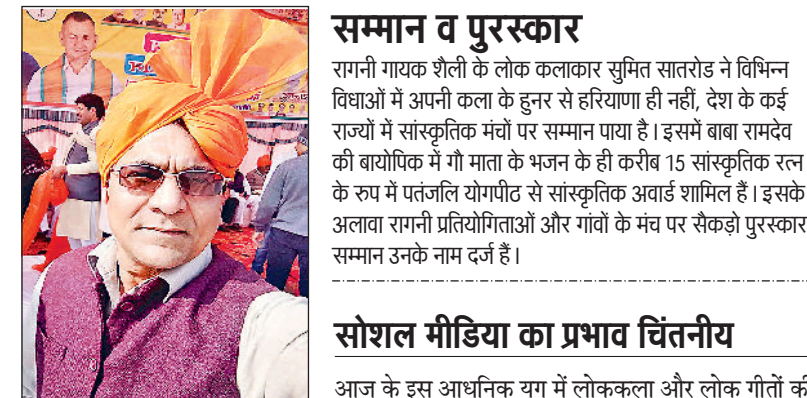 सम्मान व पुरस्कार
रागनी गायक शैली के लोक कलाकार सुमित सातरोड ने विभिन्न
विधाओं में अपनी कला के हुनर से हरियाणा ही नहीं, देश के कई
राज्यों में सांस्कृतिक मंचों पर सम्मान पाया है। इसमें बाबा रामदेव
की बायोपिक में गौ माता के भजन के ही करीब 15 सांस्कृतिक रत्न
के रुप में पतंजलि योगपीठ से सांस्कृतिक अवार्ड शामिल हैं। इसके
अलावा रागनी प्रतियोगिताओं और गांवों के मंच पर सैकड़ो पुरस्कार
सम्मान उनके नाम दर्ज हैं।
सोशल मीडिया का प्रभाव चिंतनीय
आज के इस आधुनिक युग में लोककला और लोक गीतों की